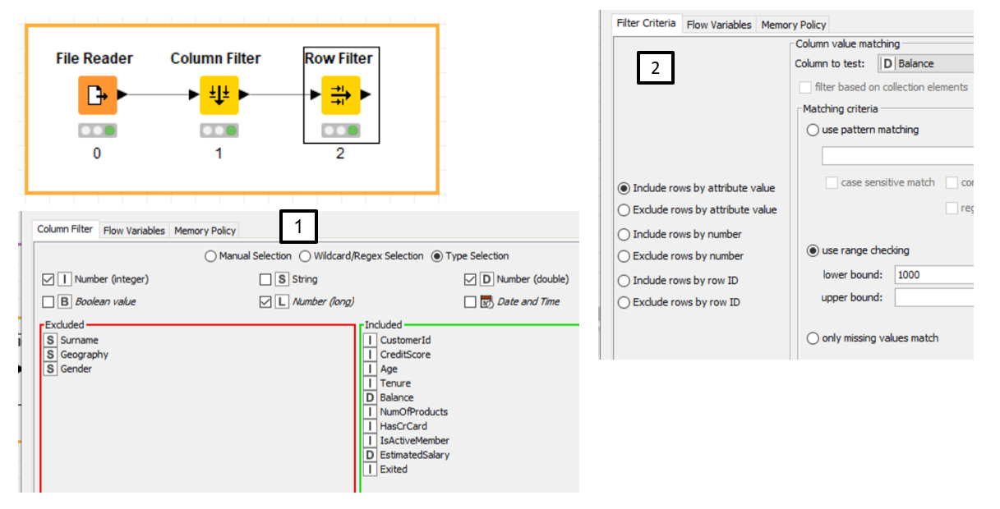 File Reader
Column Filter
Row Filter
0
1
2
Column Filter
Flow Variables
Memory Policy
1
Manual Selection
Wildcard/Regex Selection
Type Selection
I Number (integer)
S String
D Number (double)
B Boolean value
L Number (long)
Date and Time
Excluded
S Surname
S Geography
S Gender
Included
I CustomerId
I CreditScore
I Age
I Tenure
D Balance
I NumOfProducts
I HasCrCard
I IsActiveMember
D EstimatedSalary
I Exited
Filter Criteria
Flow Variables
Memory Policy
2
Include rows by attribute value
Exclude rows by attribute value
Include rows by number
Exclude rows by number
Include rows by row ID
Exclude rows by row ID
Column value matching
Column to test: D Balance
filter based on collection elements
Matching criteria
use pattern matching
case sensitive match
use range checking
lower bound: 1000
upper bound:
only missing values match